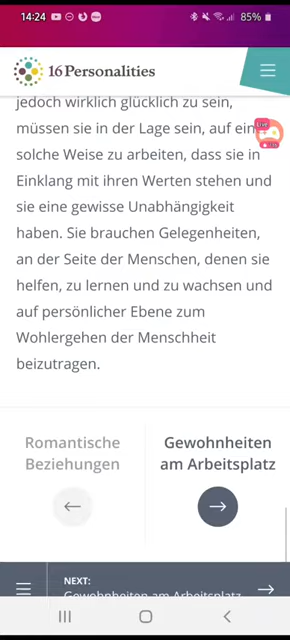 14:24
85%
16Personalities
jedoch wirklich glücklich zu sein,
müssen sie in der Lage sein, auf ein
solche Weise zu arbeiten, dass sie in
Einklang mit ihren Werten stehen und
sie eine gewisse Unabhängigkeit
haben. Sie brauchen Gelegenheiten,
an der Seite der Menschen, denen sie
helfen, zu lernen und zu wachsen und
auf persönlicher Ebene zum
Wohlergehen der Menschheit
beizutragen.
Romantische
Beziehungen
Gewohnheiten
am Arbeitsplatz
NEXT:
Gewohnheiten am Arbeitsplatz